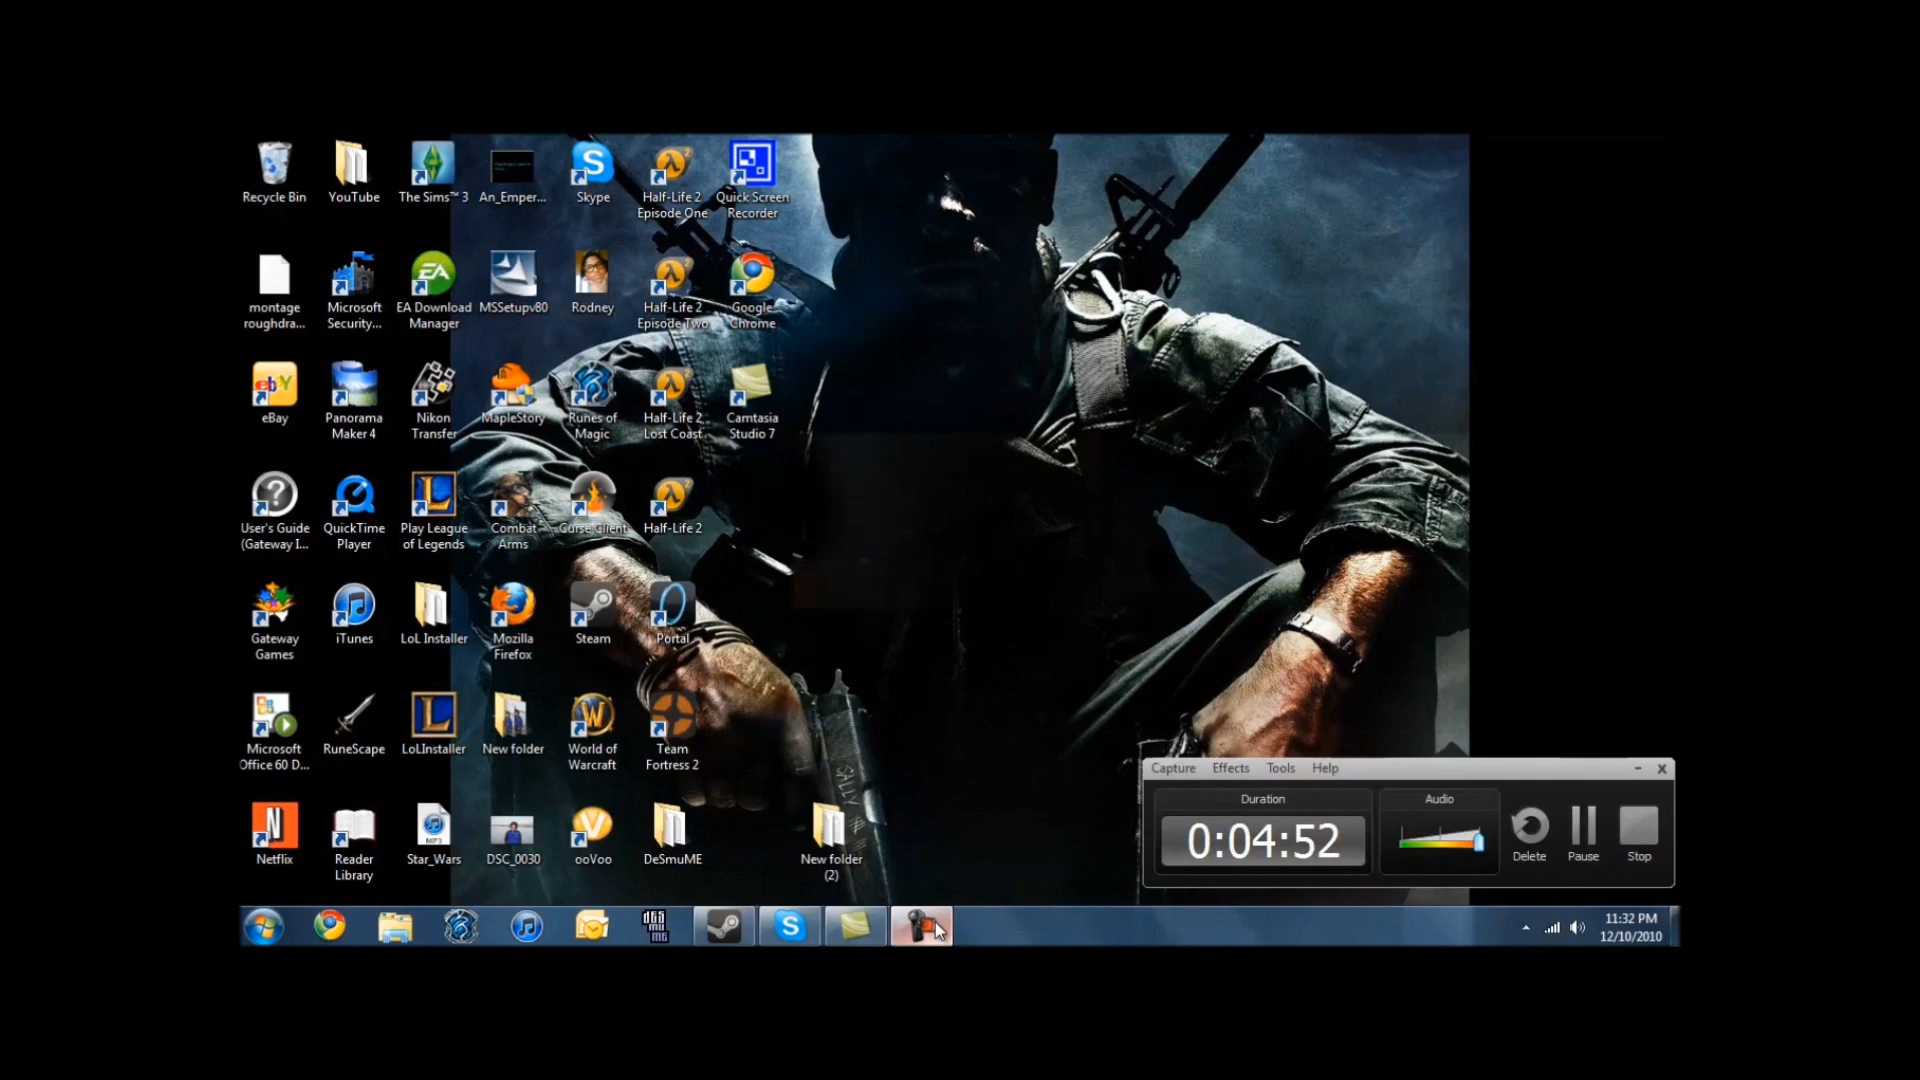 Recycle Bin
YouTube
The Sims™ 3
An_Emper...
Skype
Half-Life 2
Episode One
Quick Screen
Recorder
montage
roughdra...
Microsoft
Security...
EA Download
Manager
MSSetupv80
Rodney
Half-Life 2
Episode Two
Google
Chrome
eBay
Panorama
Maker 4
Nikon
Transfer
MapleStory
Runes of
Magic
Half-Life 2
Lost Coast
Camtasia
Studio 7
User's Guide
(Gateway I...
QuickTime
Player
Play League
of Legends
Combat
Arms
Curse Client
Half-Life 2
Gateway
Games
iTunes
LoL Installer
Mozilla
Firefox
Steam
Portal
Microsoft
Office 60 D...
RuneScape
LoLInstaller
New folder
World of
Warcraft
Team
Fortress 2
Netflix
Reader
Library
Star_Wars
DSC_0030
ooVoo
DeSmuME
New folder
(2)
SALLY
Capture Effects Tools Help
Duration
Audio
0:04:52
Delete
Pause
Stop
11:32 PM
12/10/2010